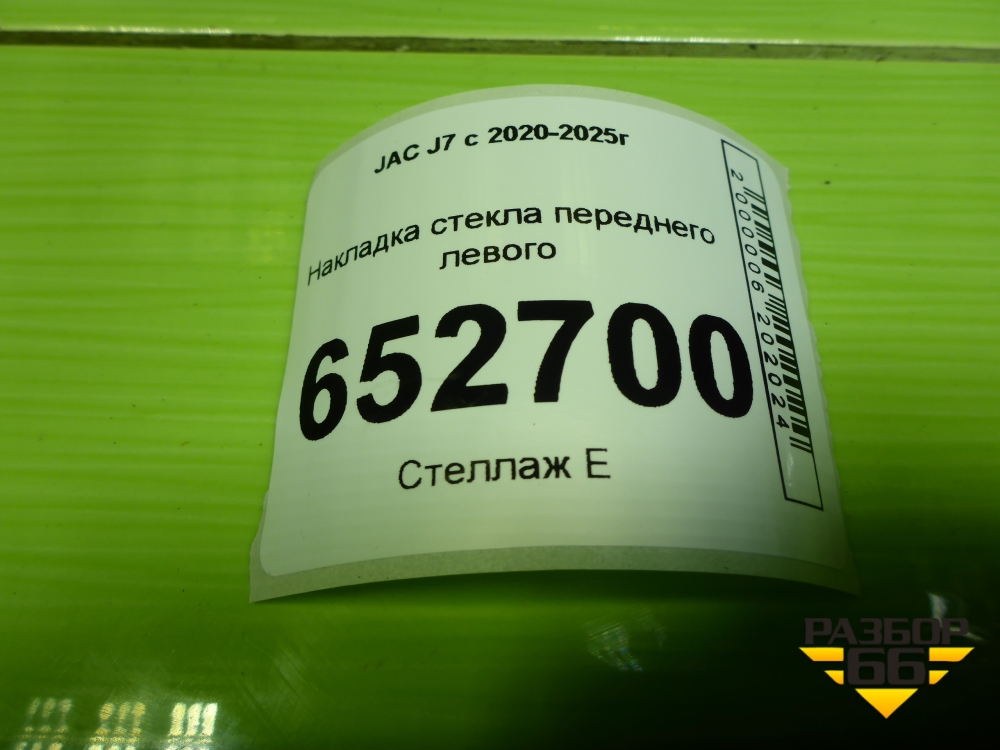 JAC J7 с 2020-2025г
Накладка стекла переднего
левого
652700
Стеллаж Е
2000006202024
РАЗБОР
66